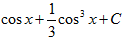 cos x + 1/3 cos³ x + C